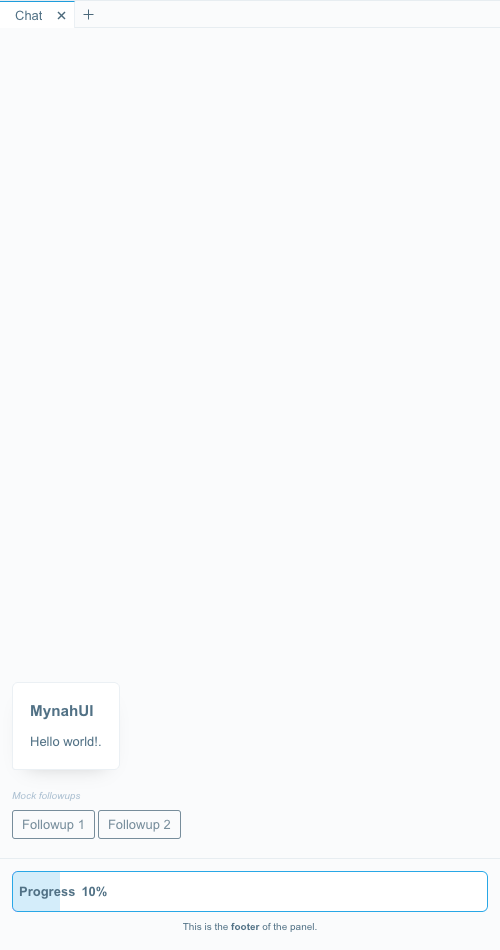 Chat
MynahUI
Hello world!.
Mock followups
Followup 1 Followup 2
Progress 10%
This is the footer of the panel.